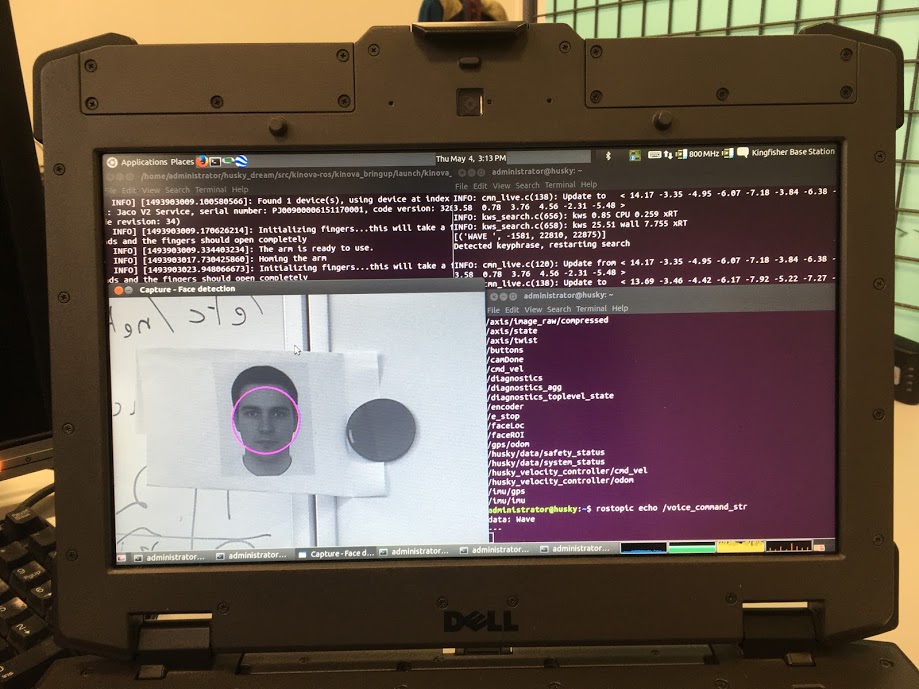 Applications Places
Thu May 4, 3:13 PM
800 MHz
Kingfisher Base Station
/home/administrator/husky_dream/src/kinova-ros/kinova_bringup/launch/kinova_
Edit View Search Terminal Help
INFO] [1493903009.100580566]: Found 1 device(s), using device at index
: Jaco V2 Service, serial number: PJ00900006151170001, code version: 328
e revision: 34)
INFO] [1493903009.170626214]: Initializing fingers...this will take a
ds and the fingers should open completely
INFO] [1493903009.334403234]: The arm is ready to use.
INFO] [1493903017.730425860]: Homing the arm
INFO] [1493903023.948066673]: Initializing fingers...this will take a
ds and the fingers should open completely
administrator@husky: ~
File Edit View Search Terminal Help
INFO: cmn_live.c(138): Update to < 14.17 -3.35 -4.95 -6.07 -7.18 -3.84 -6.38 -
3.58 0.78 3.76 4.56 -2.31 -5.48 >
INFO: kws_search.c(656): kws 0.85 CPU 0.259 xRT
INFO: kws_search.c(658): kws 25.51 wall 7.755 xRT
[('WAVE ', -1581, 22810, 22875)]
Detected keyphrase, restarting search
INFO: cmn_live.c(120): Update from < 14.17 -3.35 -4.95 -6.07 -7.18 -3.84 -6.38 -
3.58 0.78 3.76 4.56 -2.31 -5.48 >
INFO: cmn_live.c(138): Update to < 13.69 -3.46 -4.42 -6.17 -7.92 -5.22 -7.27 -
Capture - Face detection
administrator@husky: ~
File Edit View Search Terminal Help
/axis/image_raw/compressed
/axis/state
/axis/twist
/buttons
/camDone
/cmd_vel
/diagnostics
/diagnostics_agg
/diagnostics_toplevel_state
/encoder
/e_stop
/faceLoc
/faceROI
/gps/odom
/husky/data/safety_status
/husky/data/system_status
/husky_velocity_controller/cmd_vel
/husky_velocity_controller/odom
/imu/gps
/imu/imu
administrator@husky:~$ rostopic echo /voice_command_str
data: Wave
---
administrator... administrator... Capture - Face d... administrator... administrator... administrator...
DELL